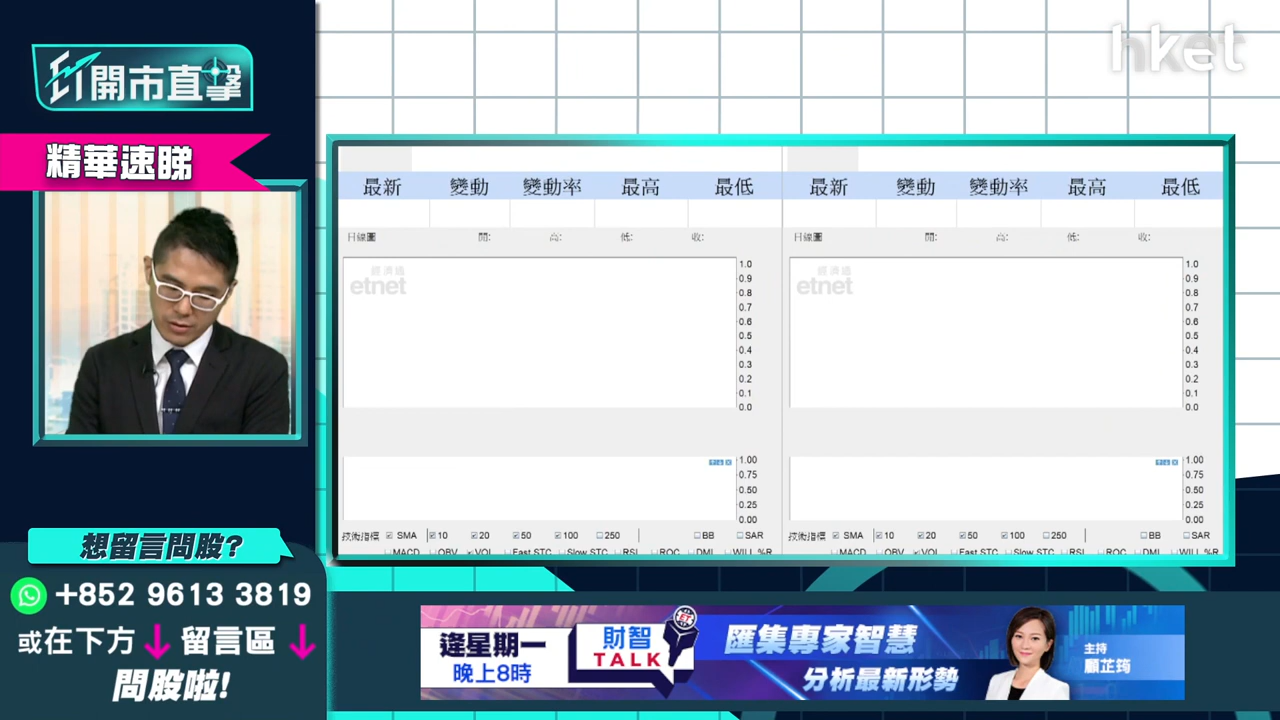 hket
ET開市直擊
精華速睇
最新 變動 變動率 最高 最低
日線圖 開: 高: 低: 收:
經濟通
etnet
1.0
0.9
0.8
0.7
0.6
0.5
0.4
0.3
0.2
0.1
0.0
1.00
0.75
0.50
0.25
0.00
技術指標 SMA 10 20 50 100 250 BB SAR
MACD OBV VOL Fast STC Slow STC RSI ROC DMI WILL %R
最新 變動 變動率 最高 最低
日線圖 開: 高: 低: 收:
經濟通
etnet
1.0
0.9
0.8
0.7
0.6
0.5
0.4
0.3
0.2
0.1
0.0
1.00
0.75
0.50
0.25
0.00
技術指標 SMA 10 20 50 100 250 BB SAR
MACD OBV VOL Fast STC Slow STC RSI ROC DMI WILL %R
想留言問股?
+852 9613 3819
或在下方 留言區
問股啦!
逢星期一
晚上8時
財智
TALK
匯集專家智慧
分析最新形勢
主持
顧芷筠